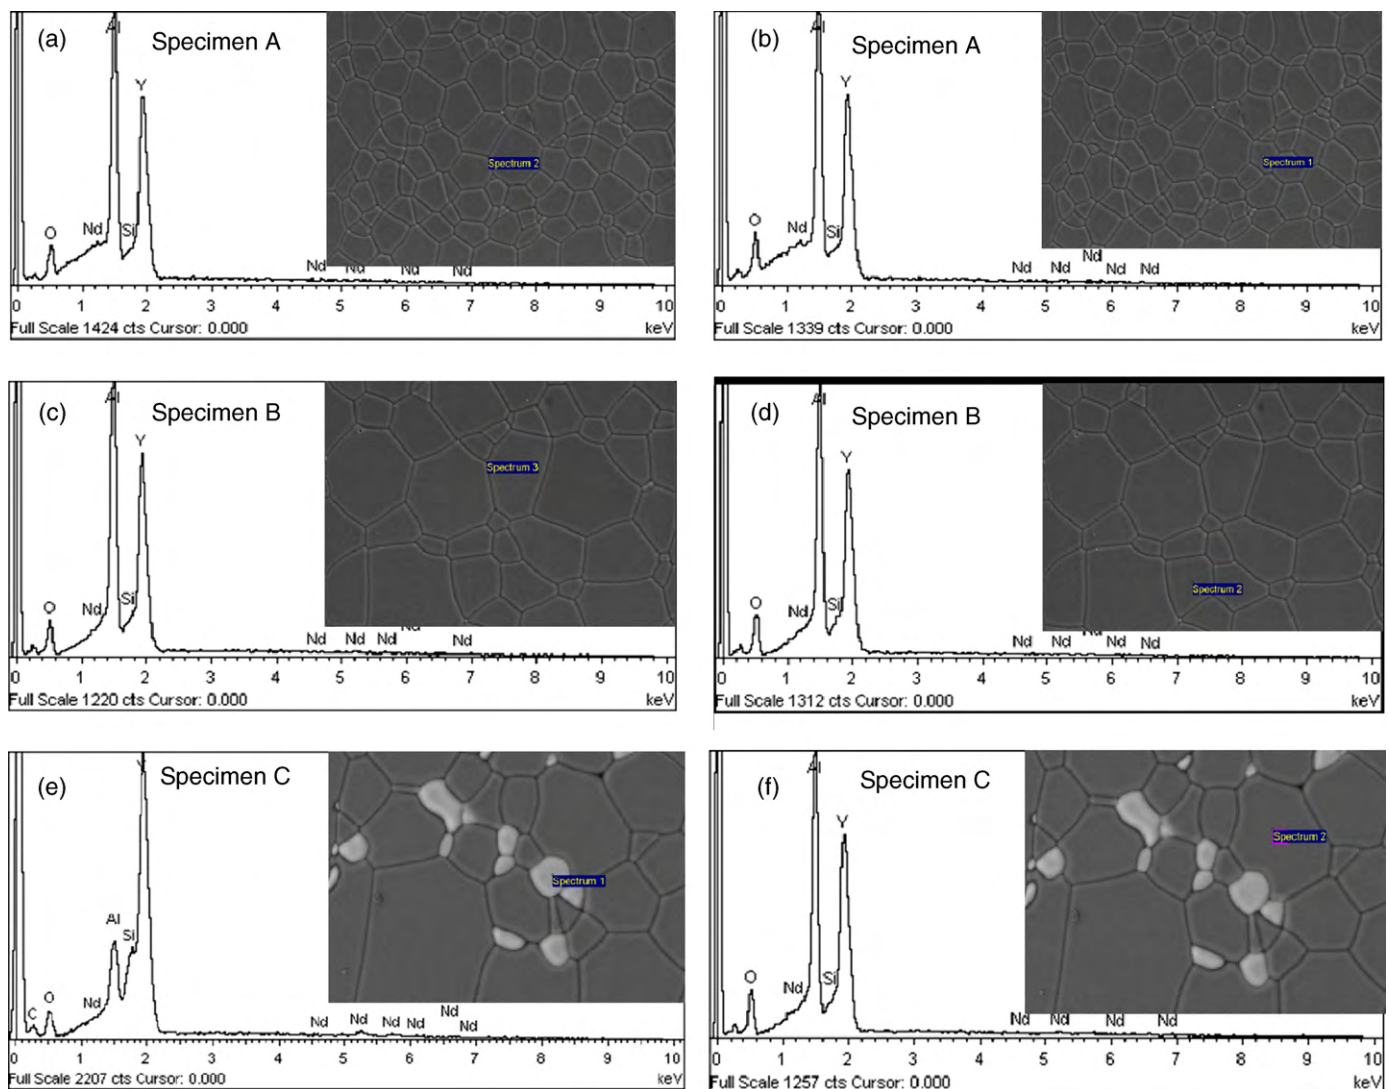 (a) Specimen A
Al
Y
Spectrum 2
O Nd Si
Nd Nd Nd Nd
0 1 2 3 4 5 6 7 8 9 10
Full Scale 1424 cts Cursor: 0.000 keV
(b) Specimen A
Al
Y
Spectrum 1
O Nd Si
Nd Nd Nd Nd Nd
0 1 2 3 4 5 6 7 8 9 10
Full Scale 1339 cts Cursor: 0.000 keV
(c) Specimen B
Al
Y
Spectrum 3
O Nd Si
Nd Nd Nd Nd Nd
0 1 2 3 4 5 6 7 8 9 10
Full Scale 1220 cts Cursor: 0.000 keV
(d) Specimen B
Al
Y
Spectrum 2
O Nd Si
Nd Nd Nd Nd Nd
0 1 2 3 4 5 6 7 8 9 10
Full Scale 1312 cts Cursor: 0.000 keV
(e) Specimen C
Y
Spectrum 1
Al
Si
C O Nd
Nd Nd Nd Nd Nd Nd
0 1 2 3 4 5 6 7 8 9 10
Full Scale 2207 cts Cursor: 0.000 keV
(f) Specimen C
Al
Y
Spectrum 2
O Nd Si
Nd Nd Nd Nd
0 1 2 3 4 5 6 7 8 9 10
Full Scale 1257 cts Cursor: 0.000 keV